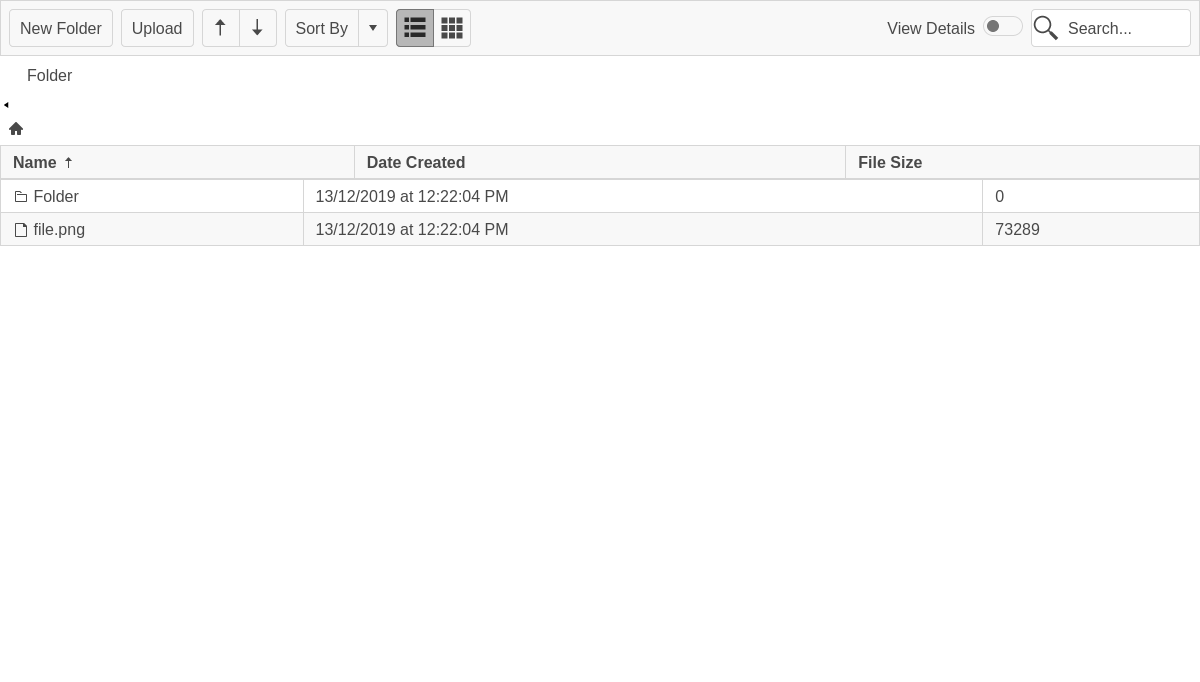 New Folder Upload Sort By View Details Search...
Folder
Name Date Created File Size
Folder 13/12/2019 at 12:22:04 PM 0
file.png 13/12/2019 at 12:22:04 PM 73289